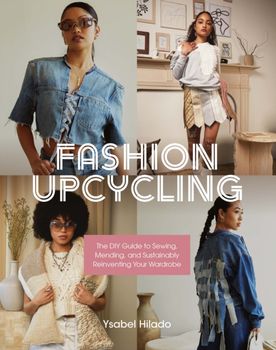 FASHION
UPCYCLING
The DIY Guide to Sewing,
Mending, and Sustainably
Reinventing Your Wardrobe
Ysabel Hilado